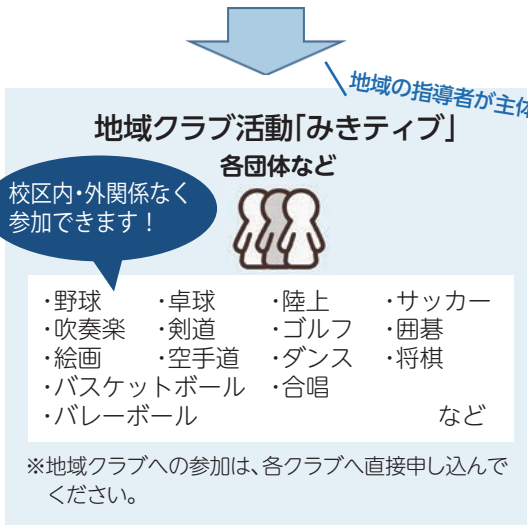 地域の指導者が主体
地域クラブ活動「みきティブ」
各団体など
校区内・外関係なく
参加できます！
・野球 ・卓球 ・陸上 ・サッカー
・吹奏楽 ・剣道 ・ゴルフ ・囲碁
・絵画 ・空手道 ・ダンス ・将棋
・バスケットボール ・合唱
・バレーボール など
※地域クラブへの参加は、各クラブへ直接申し込んで
ください。